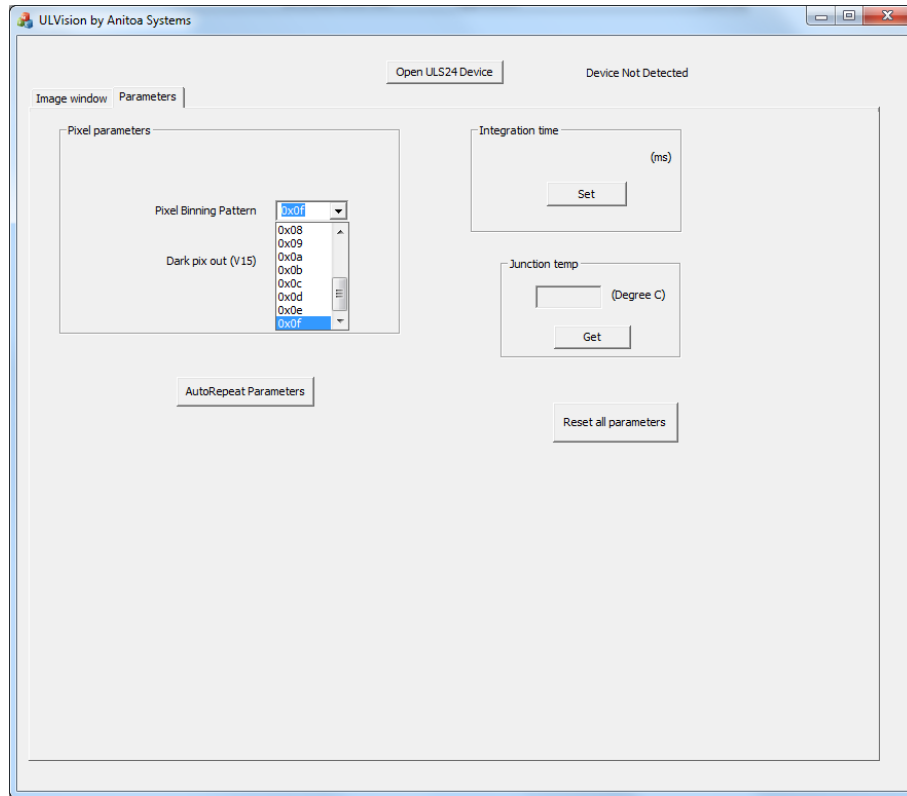 ULVision by Anitoa Systems
Open ULS24 Device
Device Not Detected
Image window
Parameters
Pixel parameters
Pixel Binning Pattern
0x0f
0x08
0x09
0x0a
0x0b
0x0c
0x0d
0x0e
0x0f
Dark pix out (V15)
AutoRepeat Parameters
Integration time
(ms)
Set
Junction temp
(Degree C)
Get
Reset all parameters